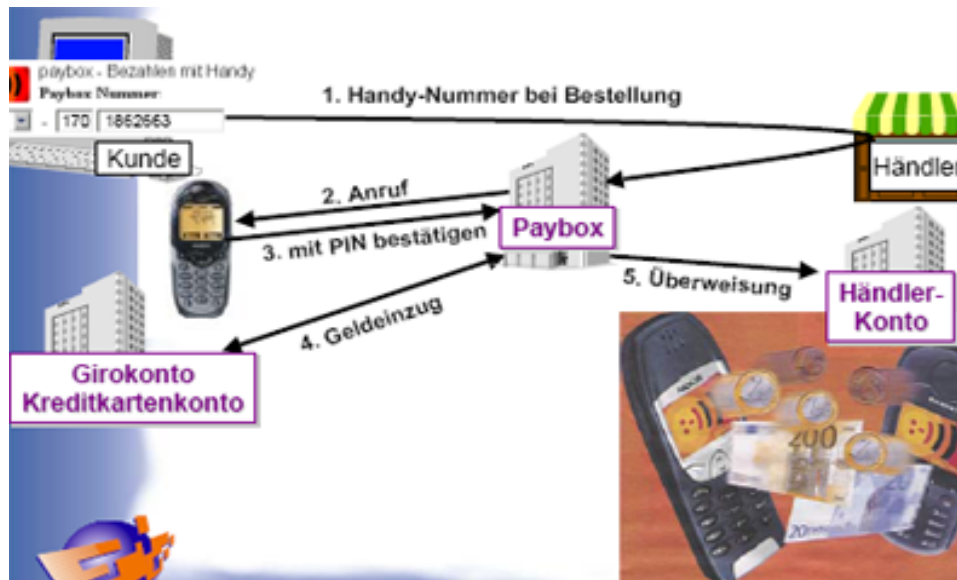 paybox - Bezahlen mit Handy
Paybox Nummer:
- 170 1862663
1. Handy-Nummer bei Bestellung
Kunde
Händler
2. Anruf
Paybox
3. mit PIN bestätigen
5. Überweisung
Händler-
Konto
4. Geldeinzug
Girokonto
Kreditkartenkonto
200
20